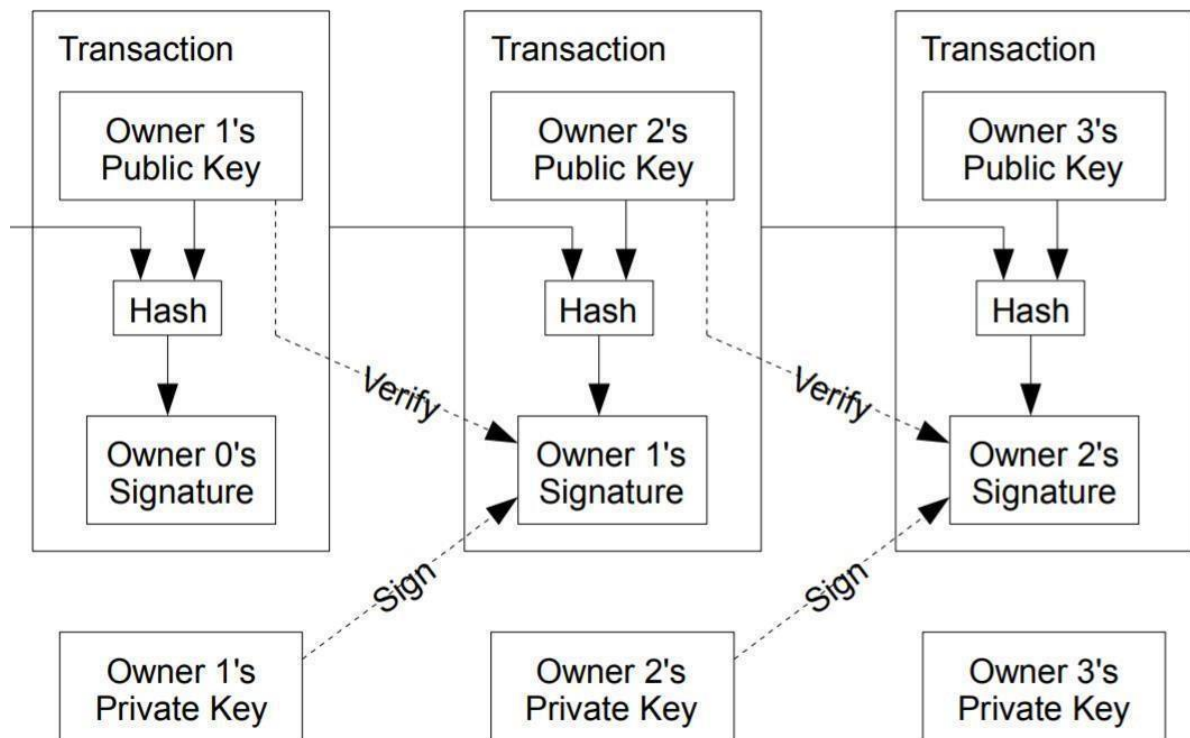 Transaction
Owner 1's
Public Key
Hash
Owner 0's
Signature
Transaction
Owner 2's
Public Key
Hash
Verify
Owner 1's
Signature
Transaction
Owner 3's
Public Key
Hash
Verify
Owner 2's
Signature
Sign
Sign
Owner 1's
Private Key
Owner 2's
Private Key
Owner 3's
Private Key